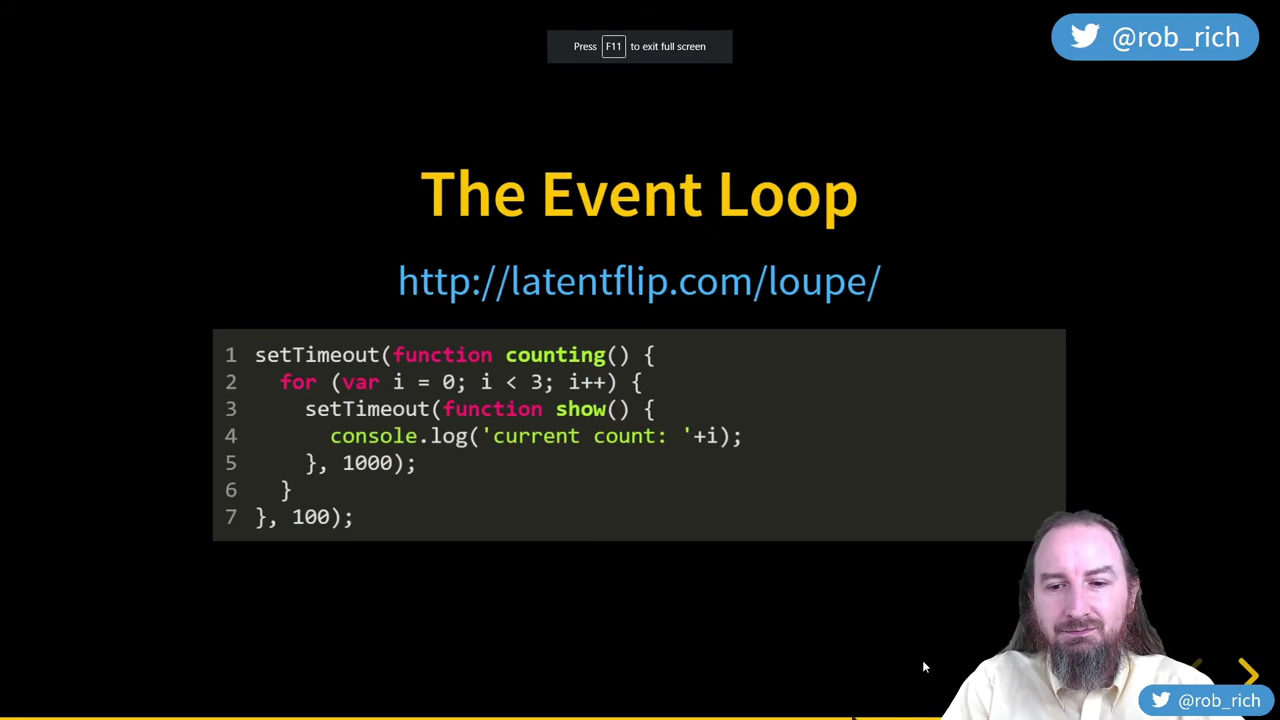 @rob_rich
Press F11 to exit full screen
The Event Loop
http://latentflip.com/loupe/
1 setTimeout(function counting() {
2   for (var i = 0; i < 3; i++) {
3     setTimeout(function show() {
4       console.log('current count: '+i);
5     }, 1000);
6   }
7 }, 100);
@rob_rich